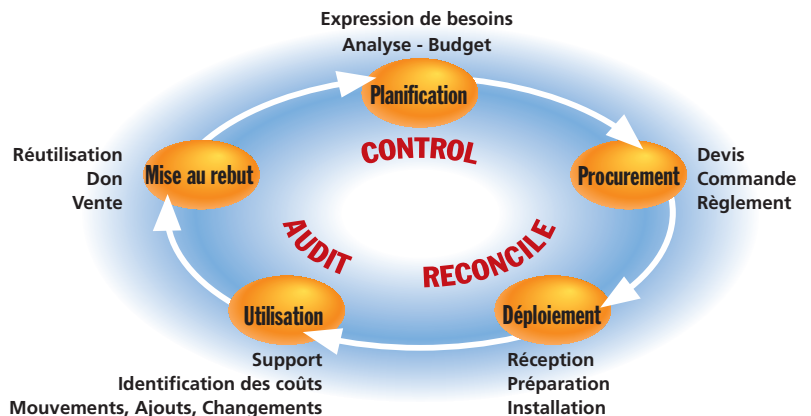 Expression de besoins
Analyse - Budget
Planification
CONTROL
Réutilisation
Don
Vente
Mise au rebut
Procurement
Devis
Commande
Règlement
AUDIT
RECONCILE
Utilisation
Déploiement
Support
Identification des coûts
Mouvements, Ajouts, Changements
Réception
Préparation
Installation